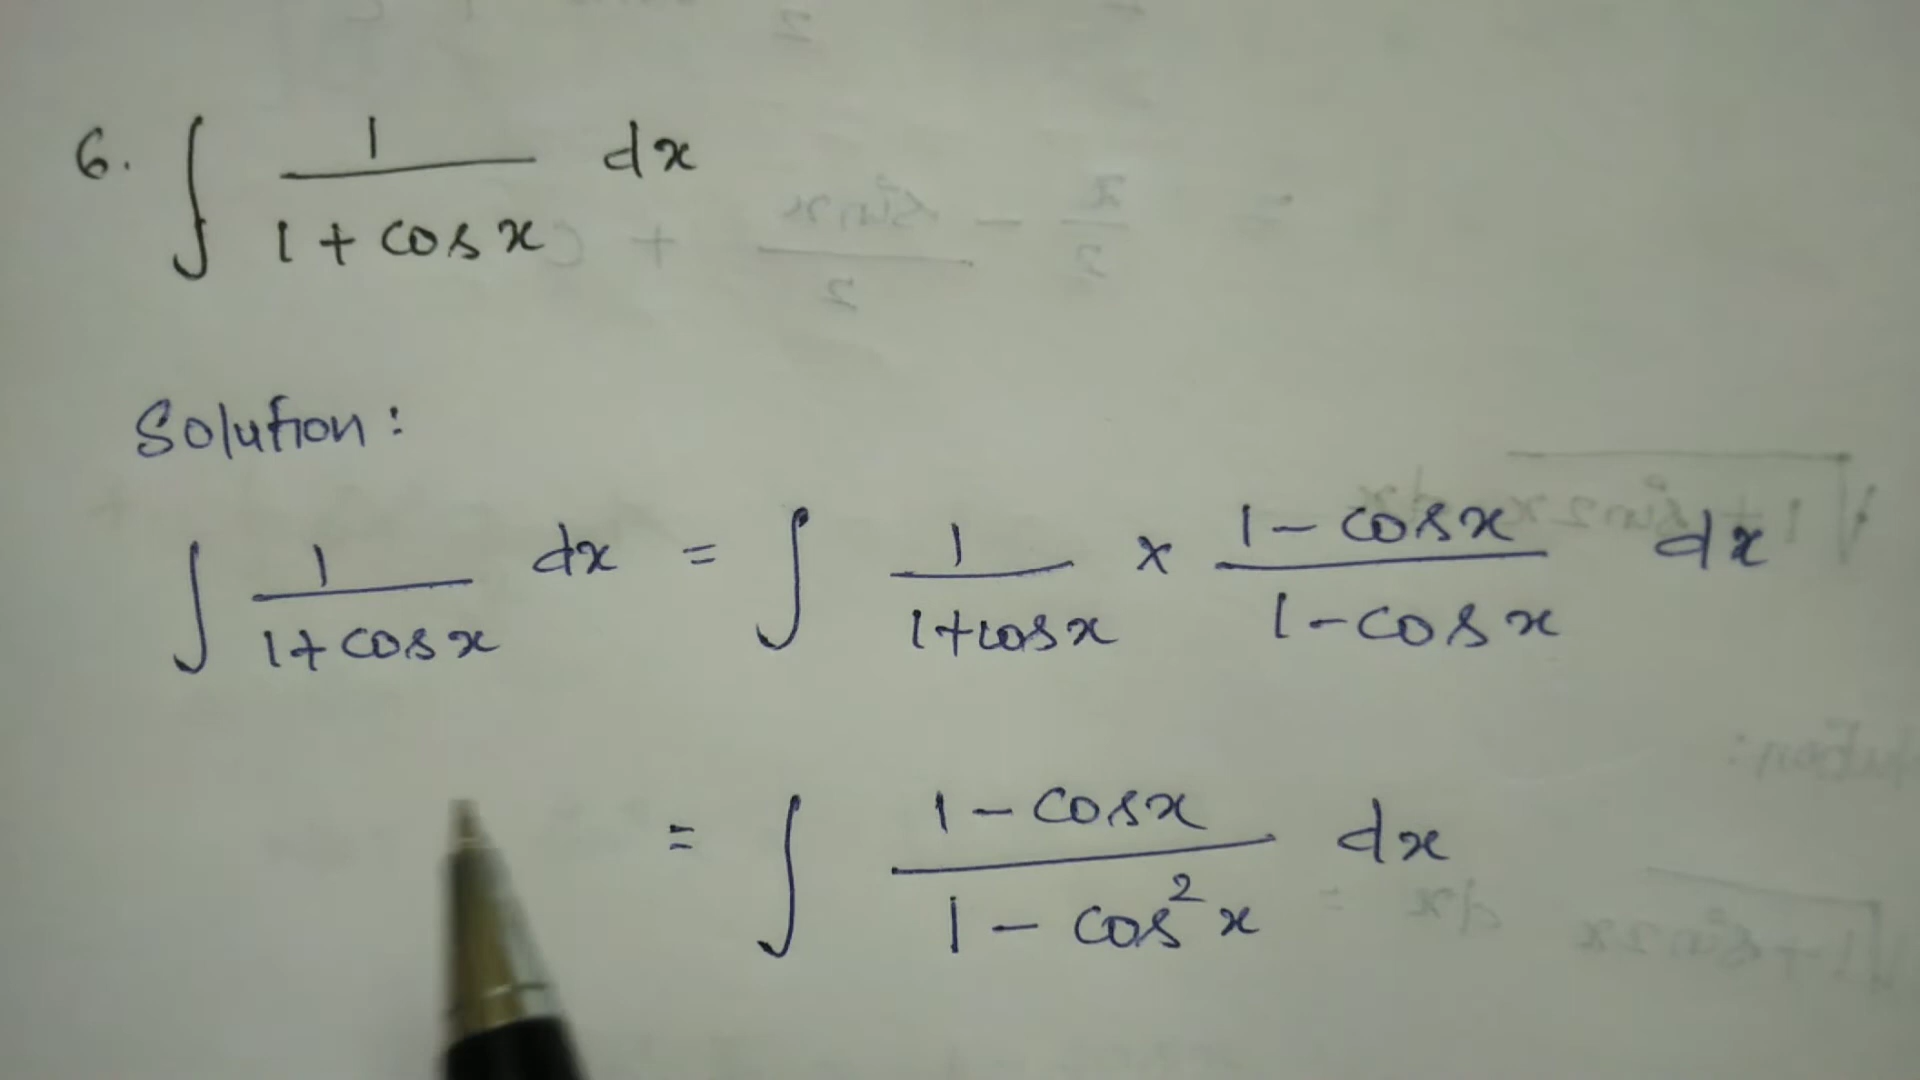 6. ∫ 1/(1 + cos x) dx
Solution:
∫ 1/(1 + cos x) dx = ∫ 1/(1 + cos x) × (1 - cos x)/(1 - cos x) dx
= ∫ (1 - cos x)/(1 - cos² x) dx